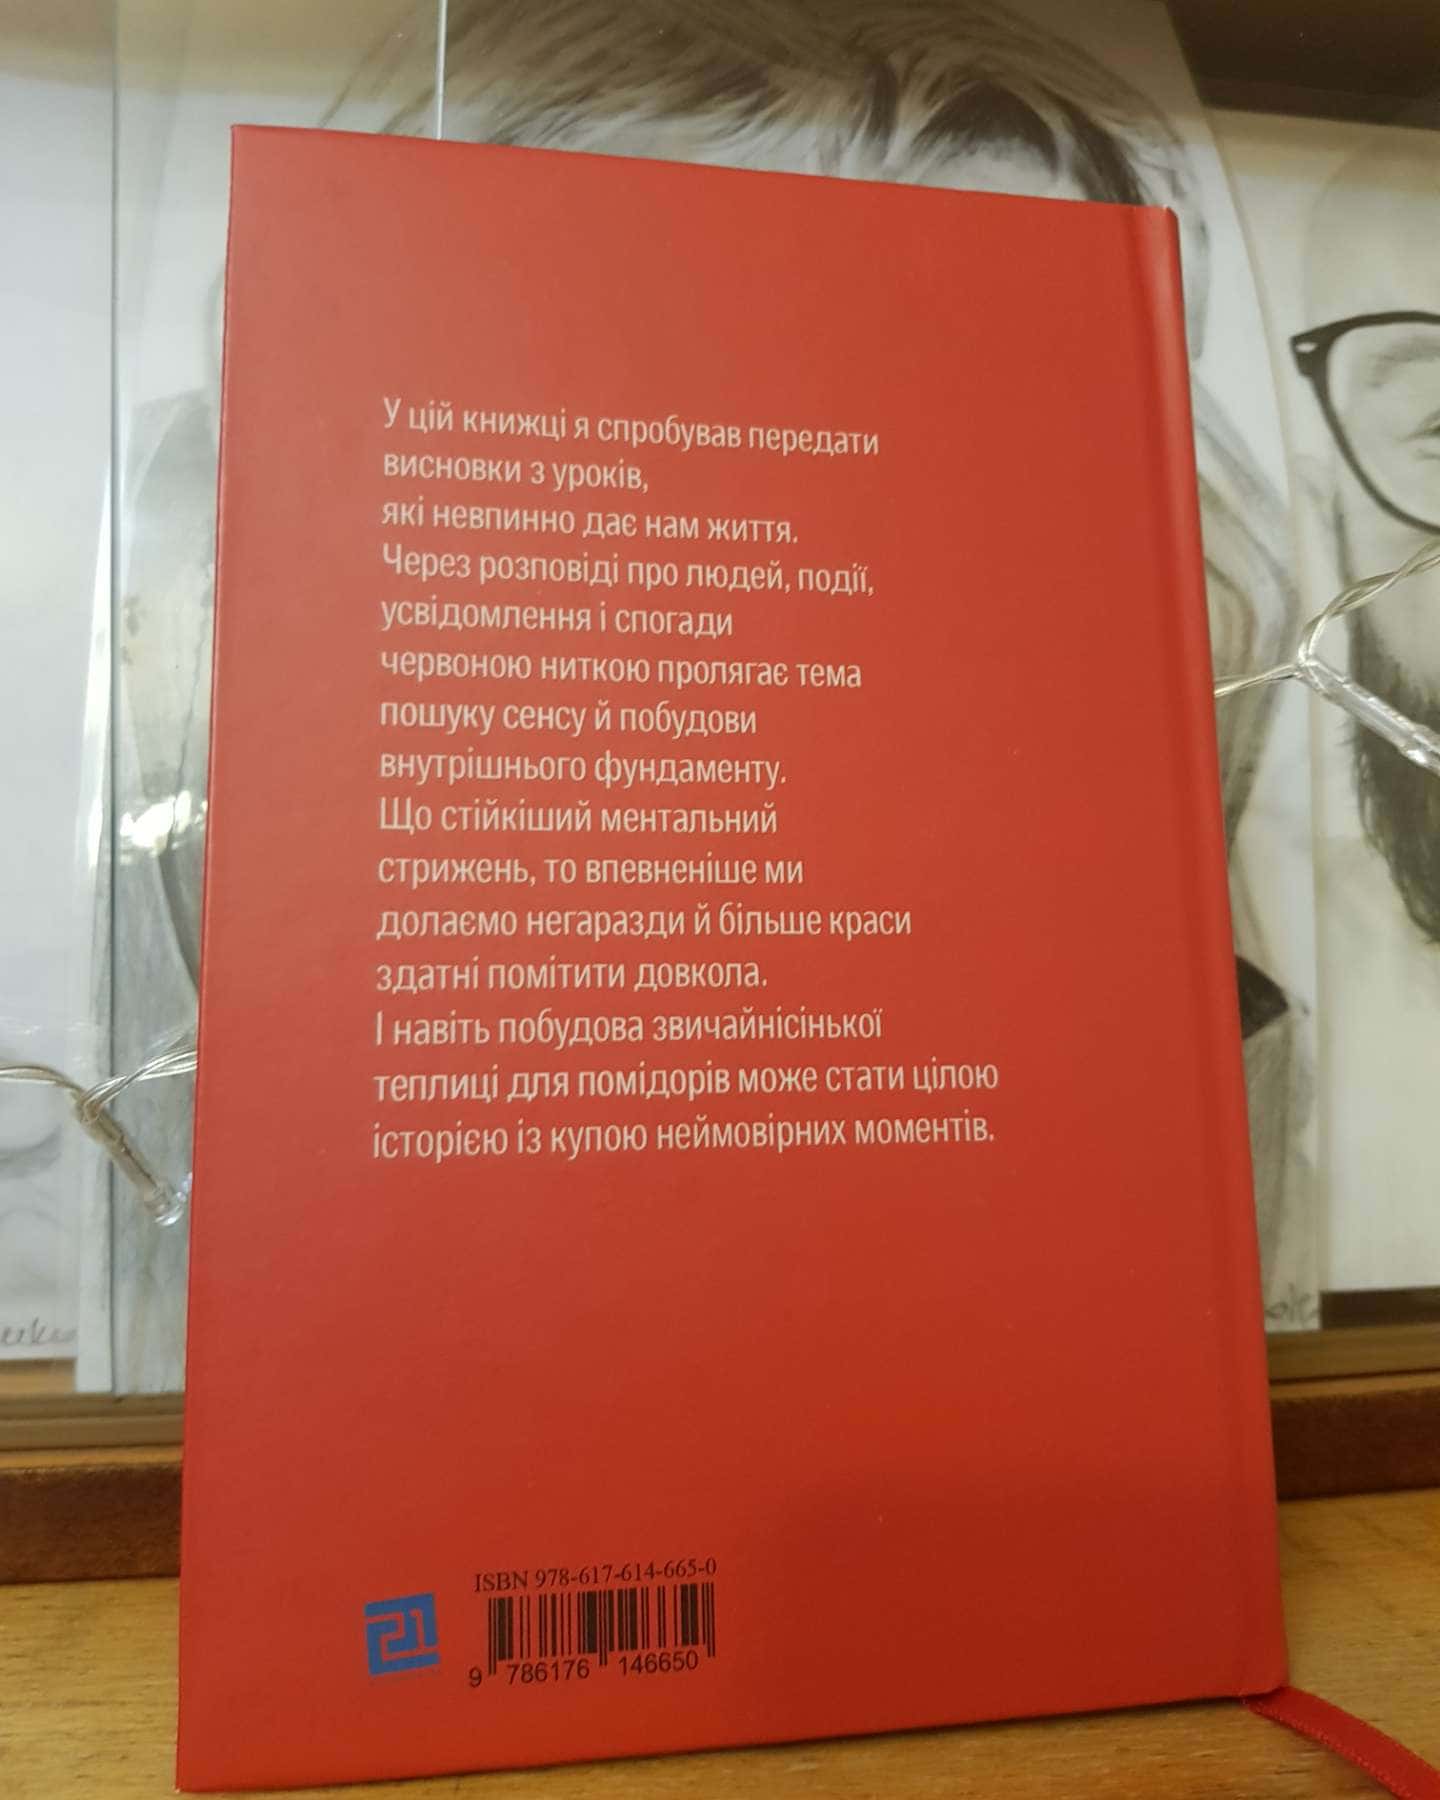 У цій книжці я спробував передати
висновки з уроків,
які невпинно дає нам життя.
Через розповіді про людей, події,
усвідомлення і спогади
червоною ниткою пролягає тема
пошуку сенсу й побудови
внутрішнього фундаменту.
Що стійкіший ментальний
стрижень, то впевненіше ми
долаємо негаразди й більше краси
здатні помітити довкола.
І навіть побудова звичайнісінької
теплиці для помідорів може стати цілою
історією із купою неймовірних моментів.
ISBN 978-617-614-665-0
21
9 786176 146650